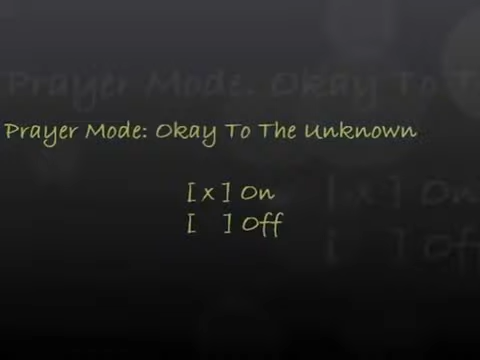 Prayer Mode: Okay To The Unknown
[ x ] On
[   ] Off